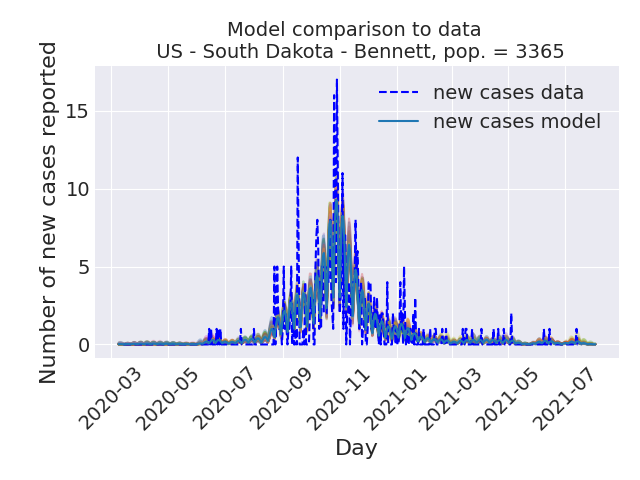 Model comparison to data
US - South Dakota - Bennett, pop. = 3365
Number of new cases reported
15
10
5
0
new cases data
new cases model
2020-03
2020-05
2020-07
2020-09
2020-11
2021-01
2021-03
2021-05
2021-07
Day